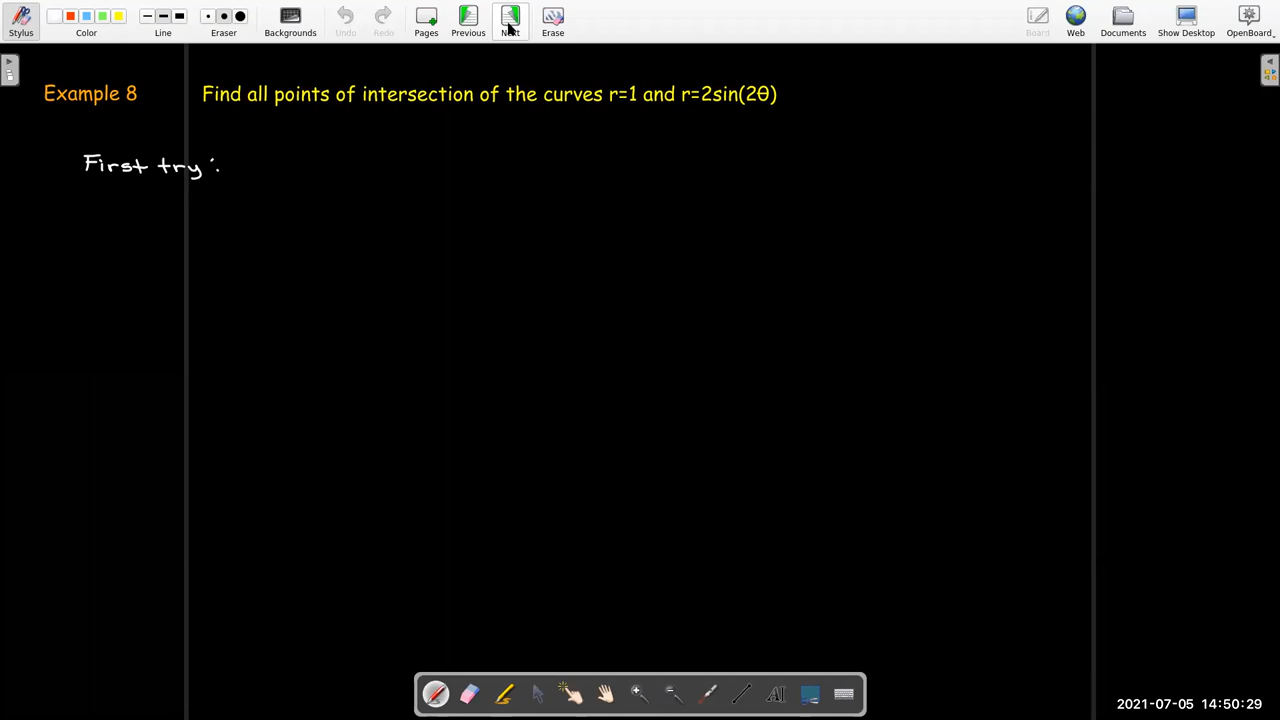 Stylus Color Line Eraser Backgrounds Undo Redo Pages Previous Next Erase Board Web Documents Show Desktop OpenBoard
Example 8 Find all points of intersection of the curves r=1 and r=2sin(2θ)
First try :
AI
2021-07-05 14:50:29